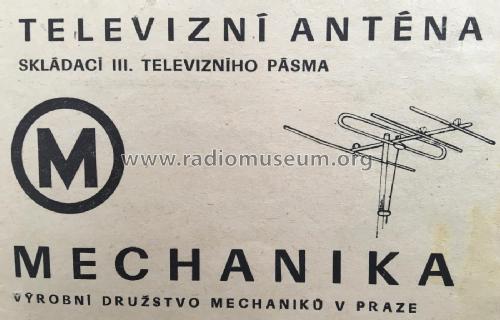 TELEVIZNÍ ANTÉNA
SKLÁDACÍ III. TELEVIZNÍHO PÁSMA
M
www.radiomuseum.org
MECHANIKA
VÝROBNÍ DRUŽSTVO MECHANIKŮ V PRAZE